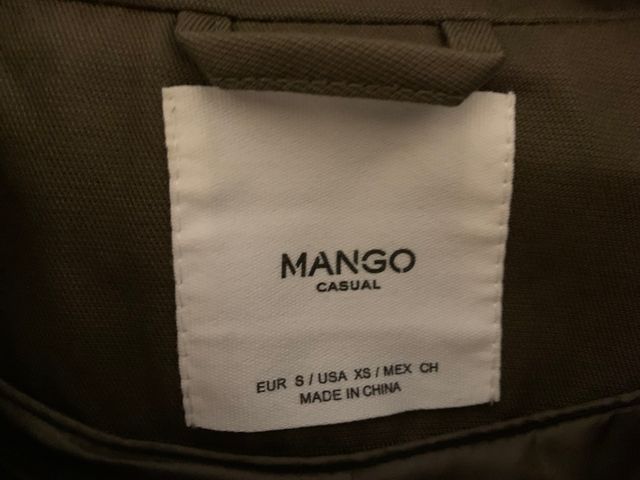 MANGO
CASUAL
EUR S / USA XS / MEX CH
MADE IN CHINA